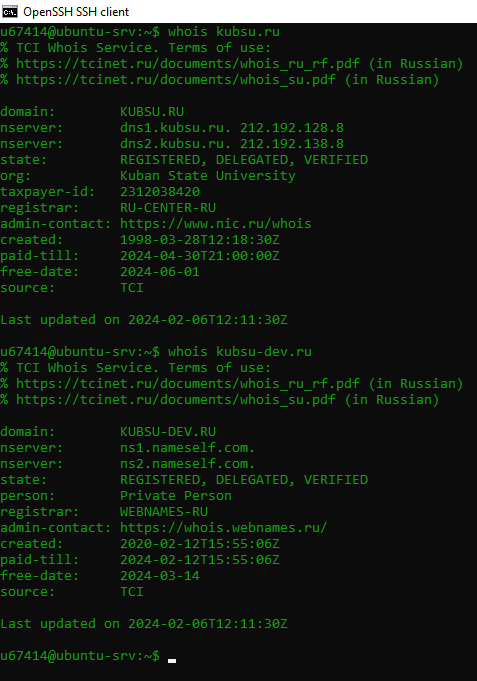 OpenSSH SSH client
u67414@ubuntu-srv:~$ whois kubsu.ru
% TCI Whois Service. Terms of use:
% https://tcinet.ru/documents/whois_ru_rf.pdf (in Russian)
% https://tcinet.ru/documents/whois_su.pdf (in Russian)
domain: KUBSU.RU
nserver: dns1.kubsu.ru. 212.192.128.8
nserver: dns2.kubsu.ru. 212.192.138.8
state: REGISTERED, DELEGATED, VERIFIED
org: Kuban State University
taxpayer-id: 2312038420
registrar: RU-CENTER-RU
admin-contact: https://www.nic.ru/whois
created: 1998-03-28T12:18:30Z
paid-till: 2024-04-30T21:00:00Z
free-date: 2024-06-01
source: TCI
Last updated on 2024-02-06T12:11:30Z
u67414@ubuntu-srv:~$ whois kubsu-dev.ru
% TCI Whois Service. Terms of use:
% https://tcinet.ru/documents/whois_ru_rf.pdf (in Russian)
% https://tcinet.ru/documents/whois_su.pdf (in Russian)
domain: KUBSU-DEV.RU
nserver: ns1.nameself.com.
nserver: ns2.nameself.com.
state: REGISTERED, DELEGATED, VERIFIED
person: Private Person
registrar: WEBNAMES-RU
admin-contact: https://whois.webnames.ru/
created: 2020-02-12T15:55:06Z
paid-till: 2024-02-12T15:55:06Z
free-date: 2024-03-14
source: TCI
Last updated on 2024-02-06T12:11:30Z
u67414@ubuntu-srv:~$